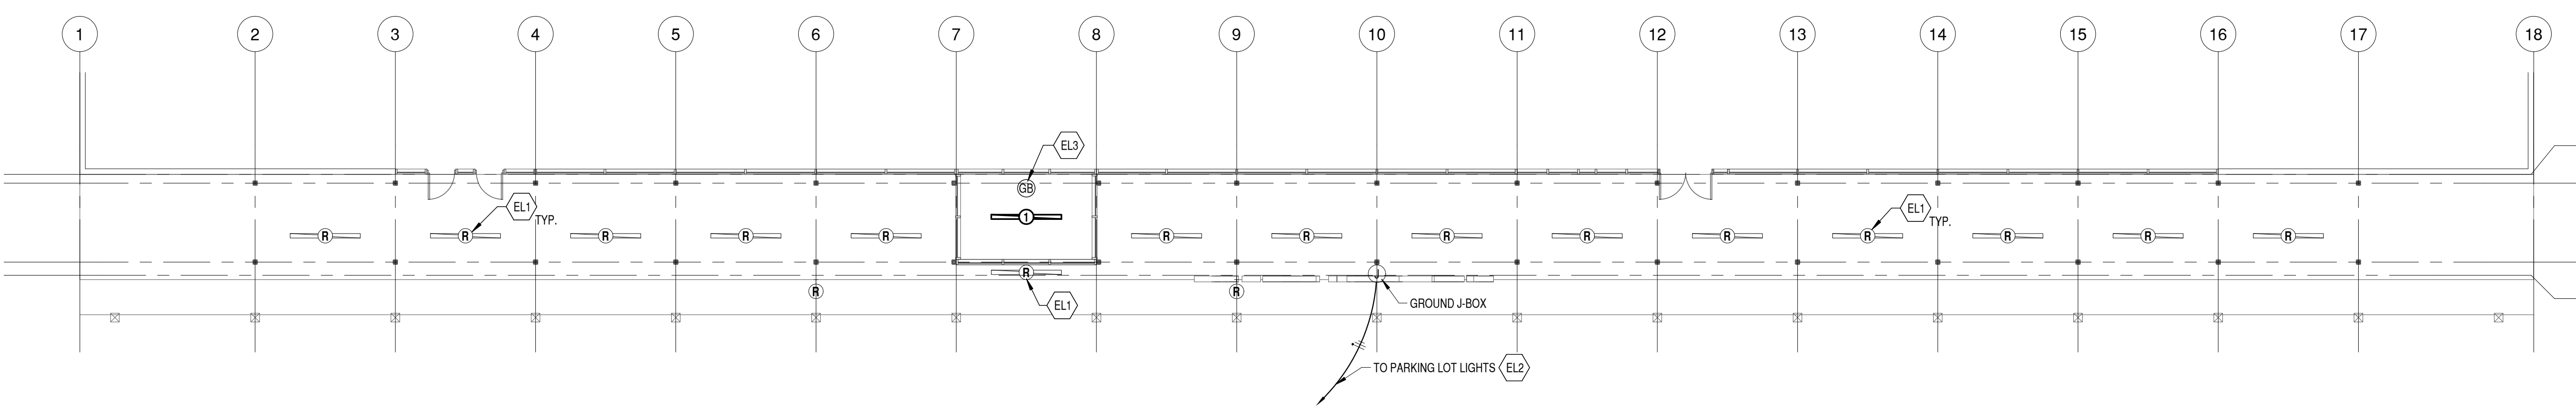 1 2 3 4 5 6 7 8 9 10 11 12 13 14 15 16 17 18
EL3
GB
EL1
TYP.
EL1
TYP.
1
R R R R R R R R R R R R R R
R
EL1
R R
J
GROUND J-BOX
TO PARKING LOT LIGHTS EL2